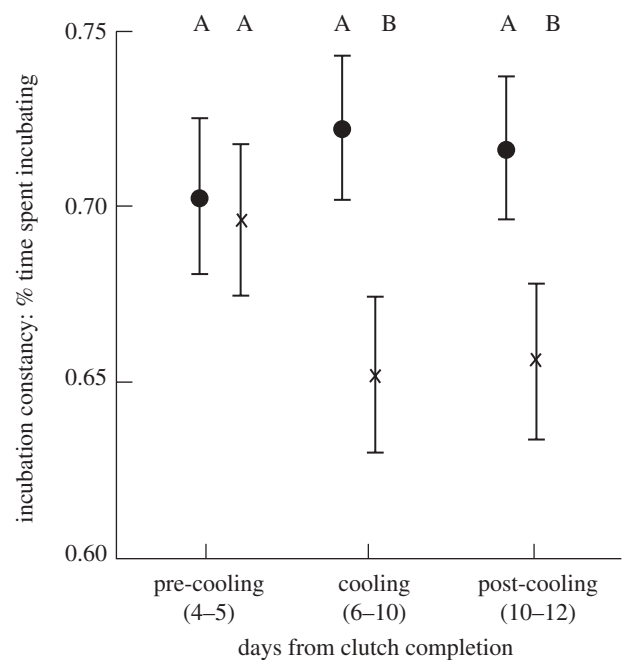 0.75
A A A B A B
0.70
0.65
0.60
incubation constancy: % time spent incubating
pre-cooling cooling post-cooling
(4–5) (6–10) (10–12)
days from clutch completion